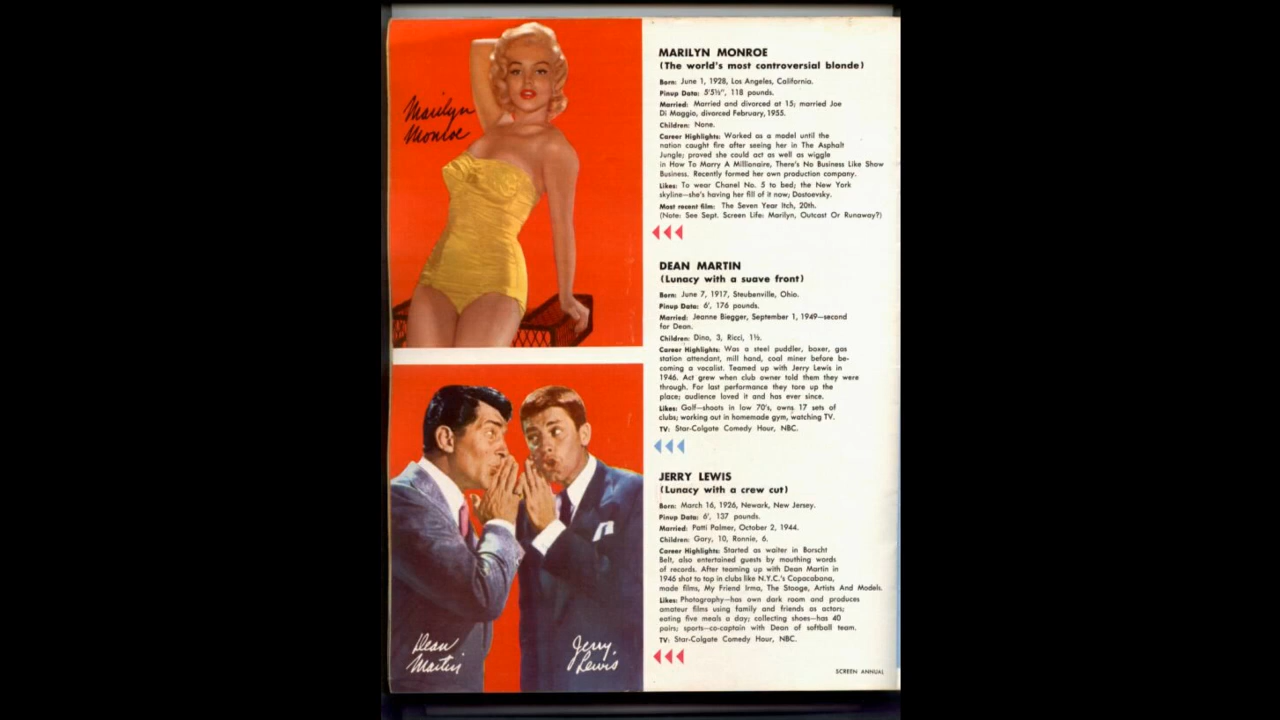 Marilyn
Monroe
MARILYN MONROE
(The world's most controversial blonde)
Born: June 1, 1928, Los Angeles, California.
Pinup Data: 5'5½", 118 pounds.
Married: Married and divorced at 15; married Joe
Di Maggio, divorced February, 1955.
Children: None.
Career Highlights: Worked as a model until the
nation caught fire after seeing her in The Asphalt
Jungle; proved she could act as well as wiggle
in How To Marry A Millionaire, There's No Business Like Show
Business. Recently formed her own production company.
Likes: To wear Chanel No. 5 to bed; the New York
skyline—she's having her fill of it now; Dostoevsky.
Most recent film: The Seven Year Itch, 20th.
(Note: See Sept. Screen Life: Marilyn, Outcast Or Runaway?)
DEAN MARTIN
(Lunacy with a suave front)
Born: June 7, 1917, Steubenville, Ohio.
Pinup Data: 6', 176 pounds.
Married: Jeanne Biegger, September 1, 1949—second
for Dean.
Children: Dino, 3, Ricci, 1½.
Career Highlights: Was a steel puddler, boxer, gas
station attendant, mill hand, coal miner before be-
coming a vocalist. Teamed up with Jerry Lewis in
1946. Act grew when club owner told them they were
through. For last performance they tore up the
place; audience loved it and has ever since.
Likes: Golf—shoots in low 70's, owns 17 sets of
clubs; working out in homemade gym, watching TV.
TV: Star-Colgate Comedy Hour, NBC.
JERRY LEWIS
(Lunacy with a crew cut)
Born: March 16, 1926, Newark, New Jersey.
Pinup Data: 6', 137 pounds.
Married: Patti Palmer, October 2, 1944.
Children: Gary, 10, Ronnie, 6.
Career Highlights: Started as waiter in Borscht
Belt, also entertained guests by mouthing words
of records. After teaming up with Dean Martin in
1946 shot to top in clubs like N.Y.C.'s Copacabana,
made films, My Friend Irma, The Stooge, Artists And Models.
Likes: Photography—has own dark room and produces
amateur films using family and friends as actors;
eating five meals a day; collecting shoes—has 40
pairs; sports—co-captain with Dean of softball team.
TV: Star-Colgate Comedy Hour, NBC.
Dean
Martin
Jerry
Lewis
SCREEN ANNUAL